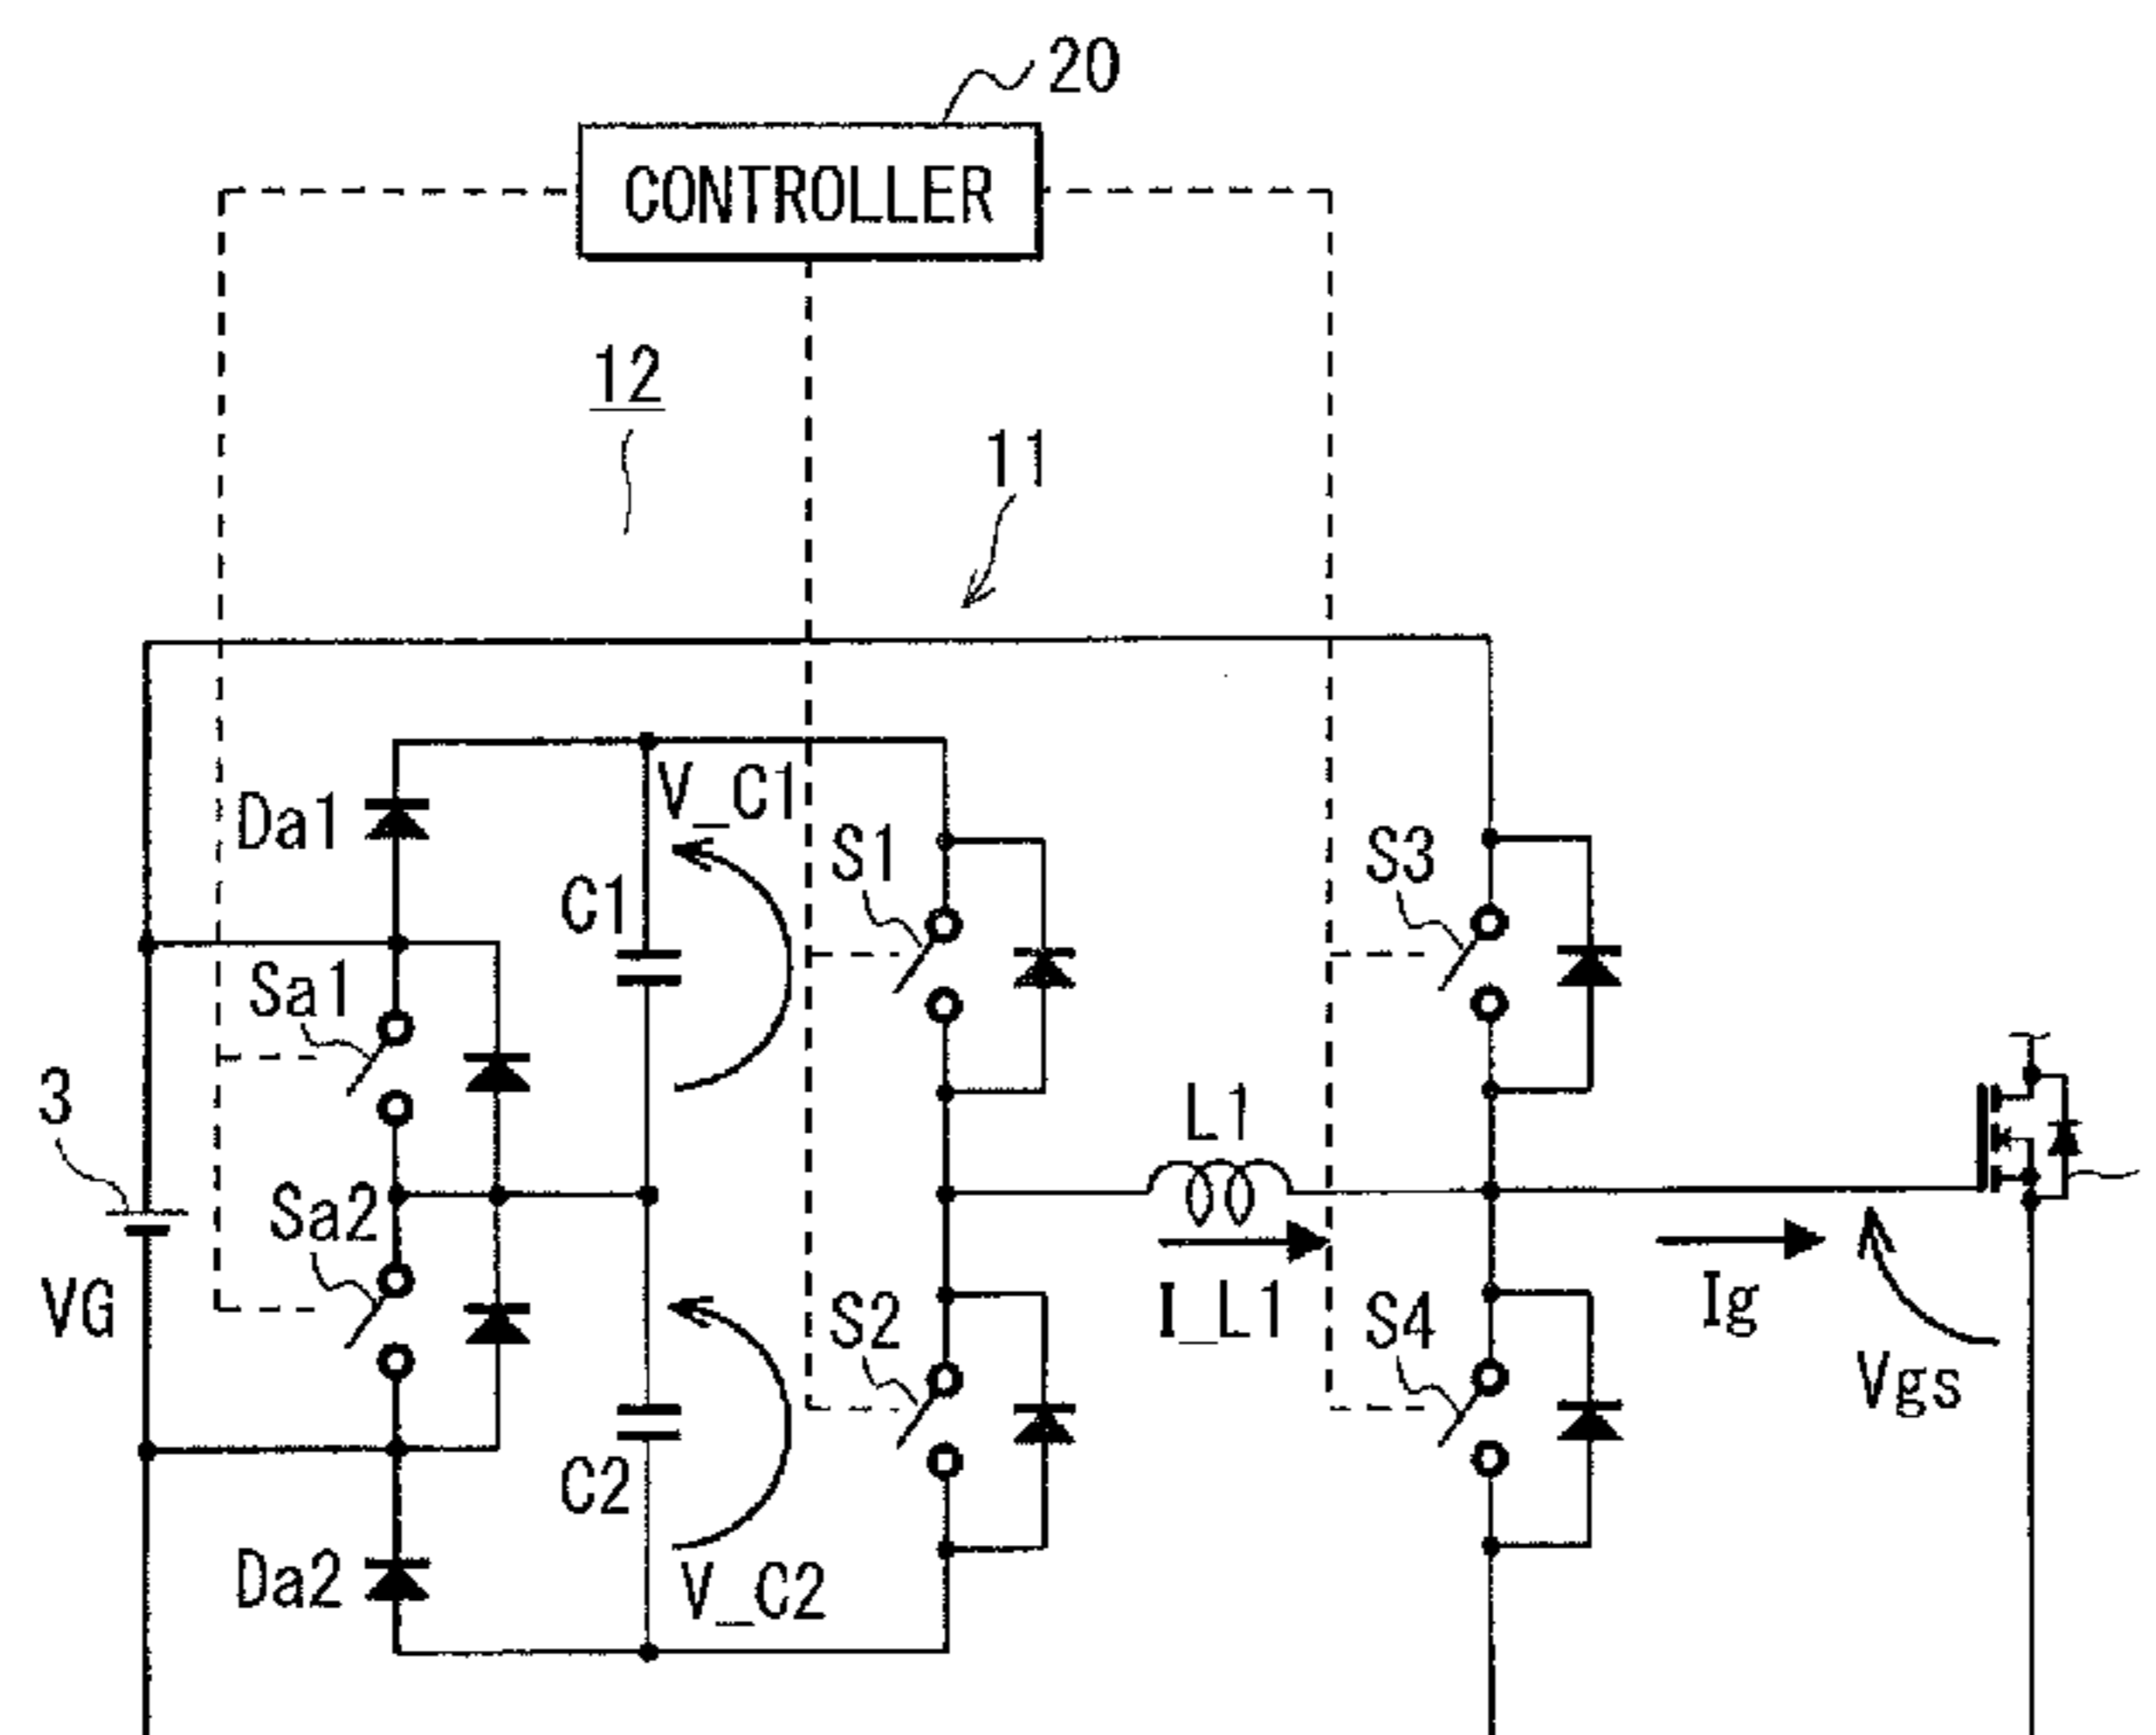 20
CONTROLLER
12
11
V_C1
Da1
S1
S3
C1
Sa1
3
L1
Sa2
VG
S2
I_L1
S4
Ig
Vgs
C2
Da2
V_C2